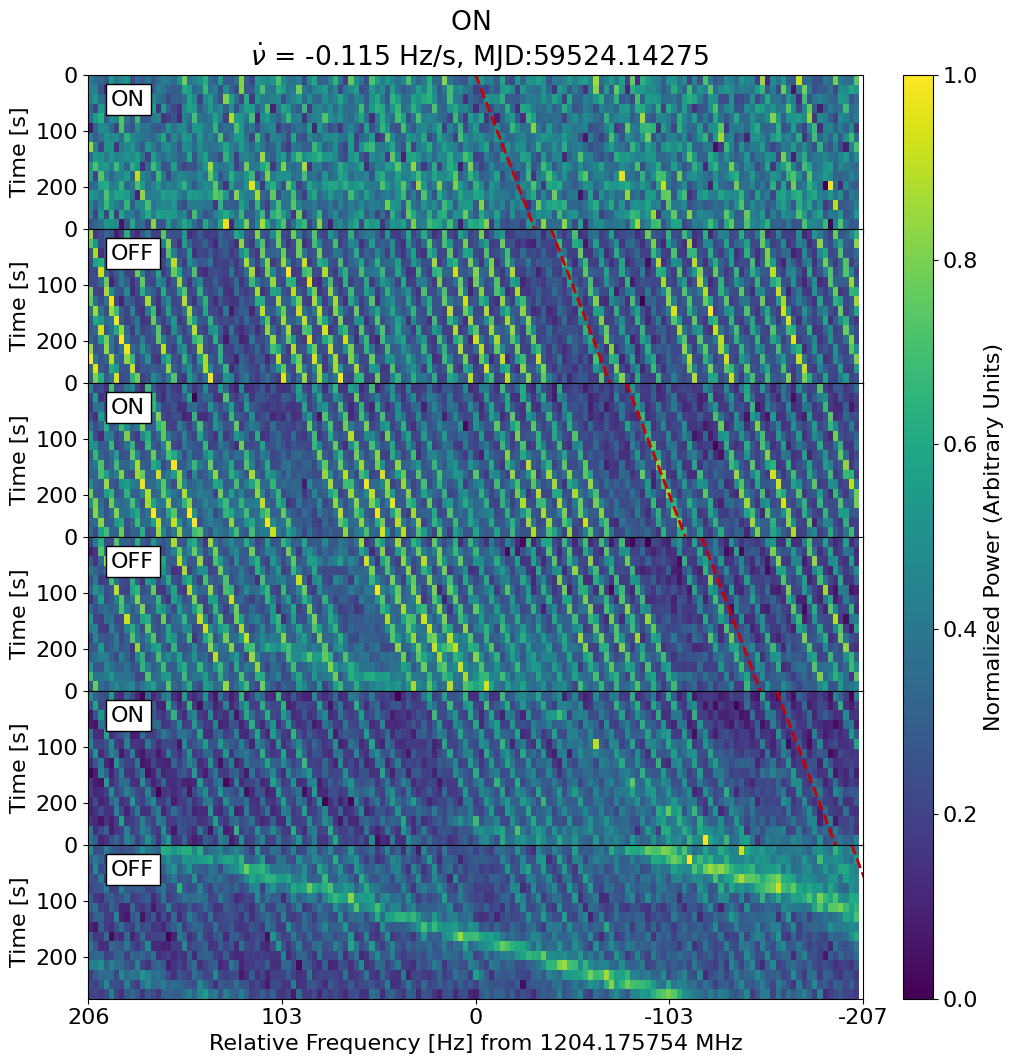 ON
ν̇ = -0.115 Hz/s, MJD:59524.14275
0
ON
100
Time [s]
200
0
OFF
100
Time [s]
200
0
ON
100
Time [s]
200
0
OFF
100
Time [s]
200
0
ON
100
Time [s]
200
0
OFF
100
Time [s]
200
206 103 0 -103 -207
Relative Frequency [Hz] from 1204.175754 MHz
1.0
0.8
0.6
0.4
0.2
0.0
Normalized Power (Arbitrary Units)